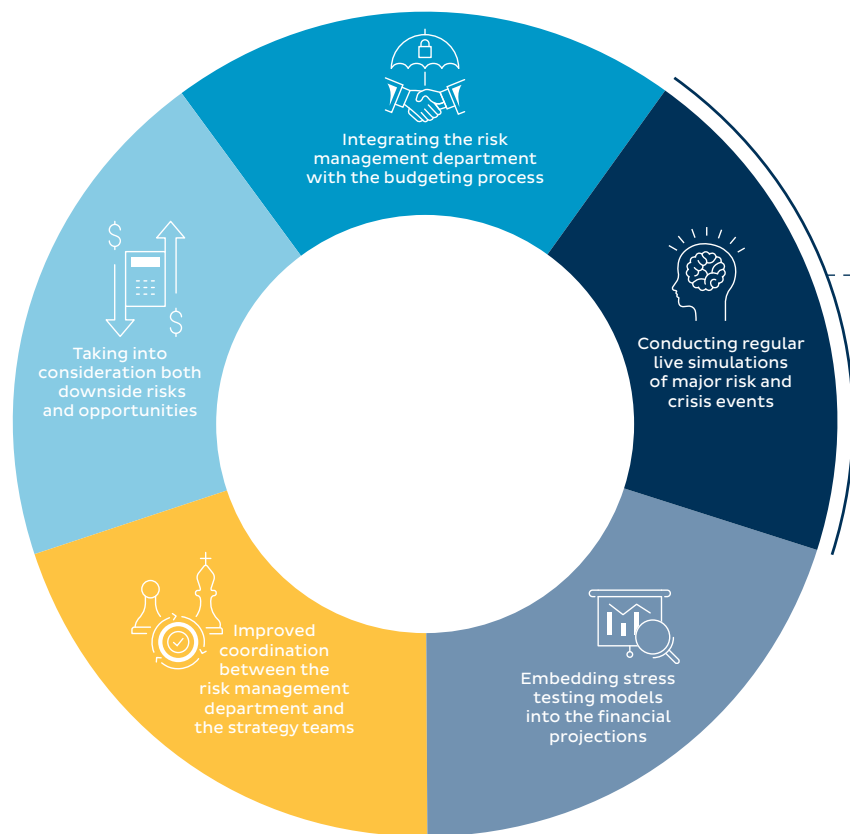 Integrating the risk
management department
with the budgeting process
Conducting regular
live simulations
of major risk and
crisis events
Embedding stress
testing models
into the financial
projections
Improved
coordination
between the
risk management
department and
the strategy teams
Taking into
consideration both
downside risks
and opportunities
$
$